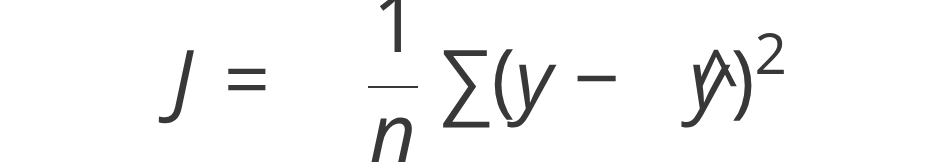 J = 1/n ∑(y − ŷ)²